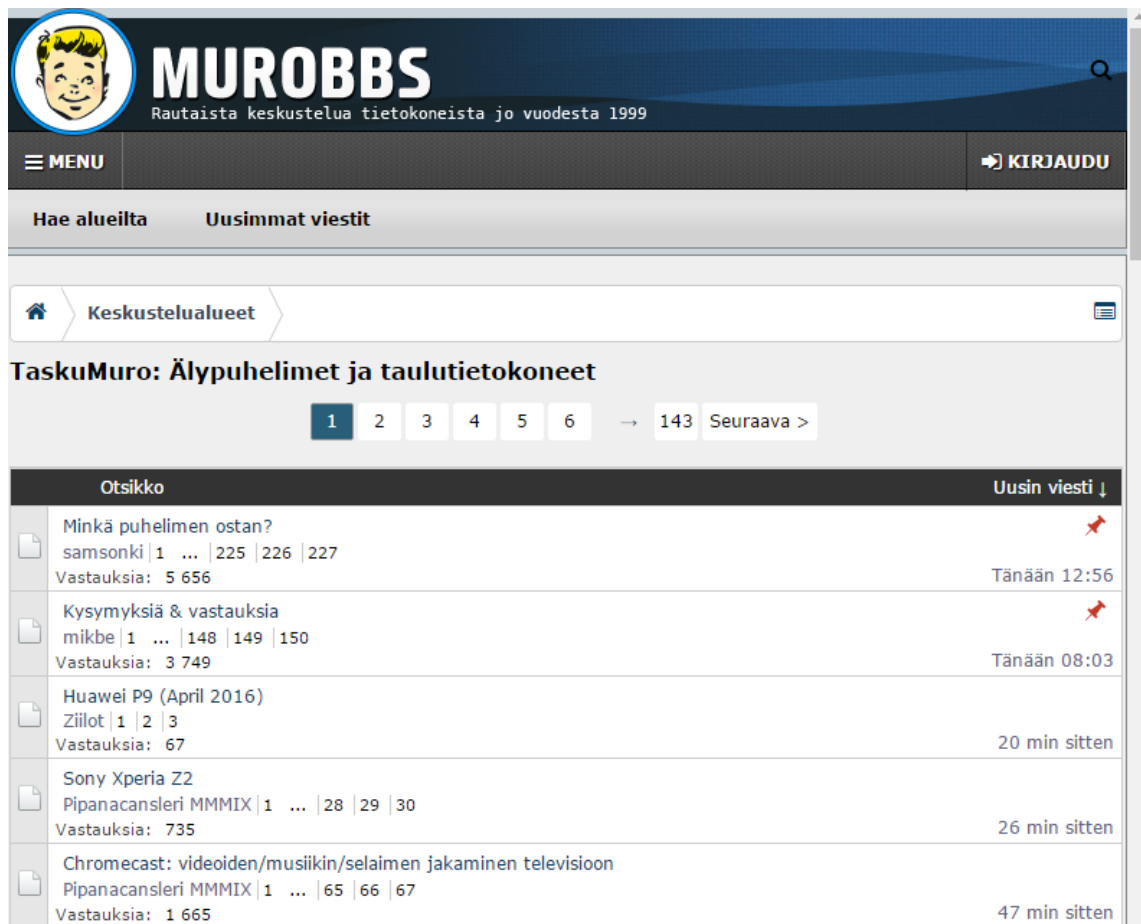 MUROBBS
Rautaista keskustelua tietokoneista jo vuodesta 1999
MENU
KIRJAUDU
Hae alueilta Uusimmat viestit
Keskustelualueet
TaskuMuro: Älypuhelimet ja taulutietokoneet
1 2 3 4 5 6 → 143 Seuraava >
Otsikko Uusin viesti ↓
Minkä puhelimen ostan?
samsonki 1 ... 225 226 227
Vastauksia: 5 656 Tänään 12:56
Kysymyksiä & vastauksia
mikbe 1 ... 148 149 150
Vastauksia: 3 749 Tänään 08:03
Huawei P9 (April 2016)
Ziilot 1 2 3
Vastauksia: 67 20 min sitten
Sony Xperia Z2
Pipanacansleri MMMIX 1 ... 28 29 30
Vastauksia: 735 26 min sitten
Chromecast: videoiden/musiikin/selaimen jakaminen televisioon
Pipanacansleri MMMIX 1 ... 65 66 67
Vastauksia: 1 665 47 min sitten